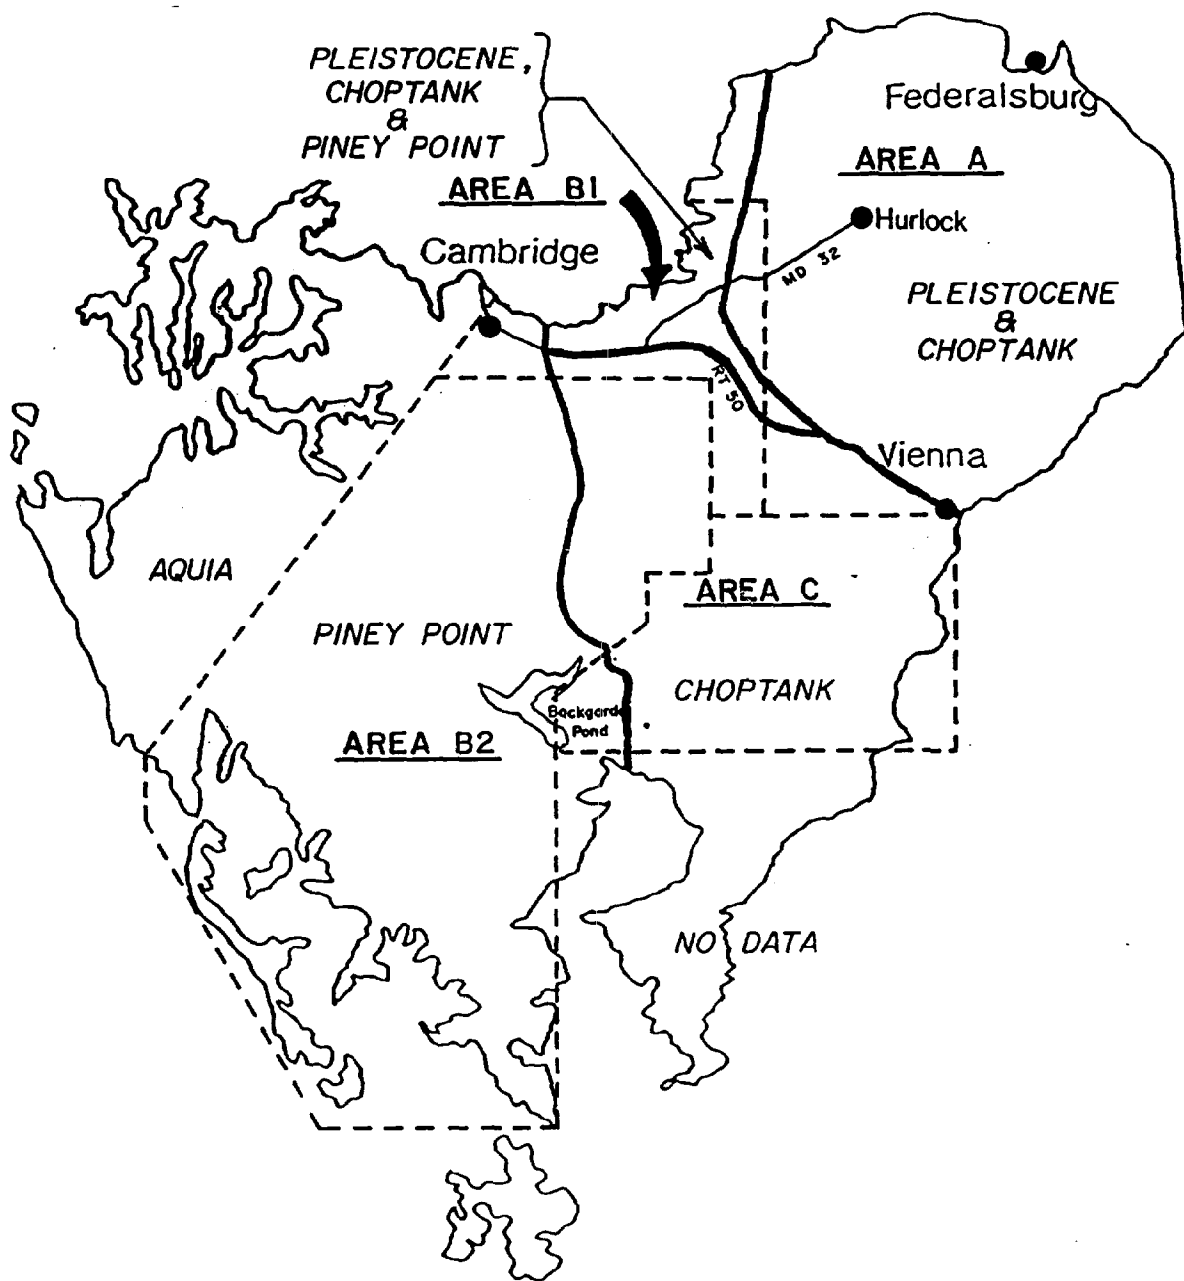 PLEISTOCENE,
CHOPTANK
&
PINEY POINT
Federalsburg
AREA A
AREA B1
Hurlock
Cambridge
MD 32
PLEISTOCENE
&
CHOPTANK
RT 50
Vienna
AQUIA
AREA C
PINEY POINT
CHOPTANK
Backgarde
Pond
AREA B2
NO DATA